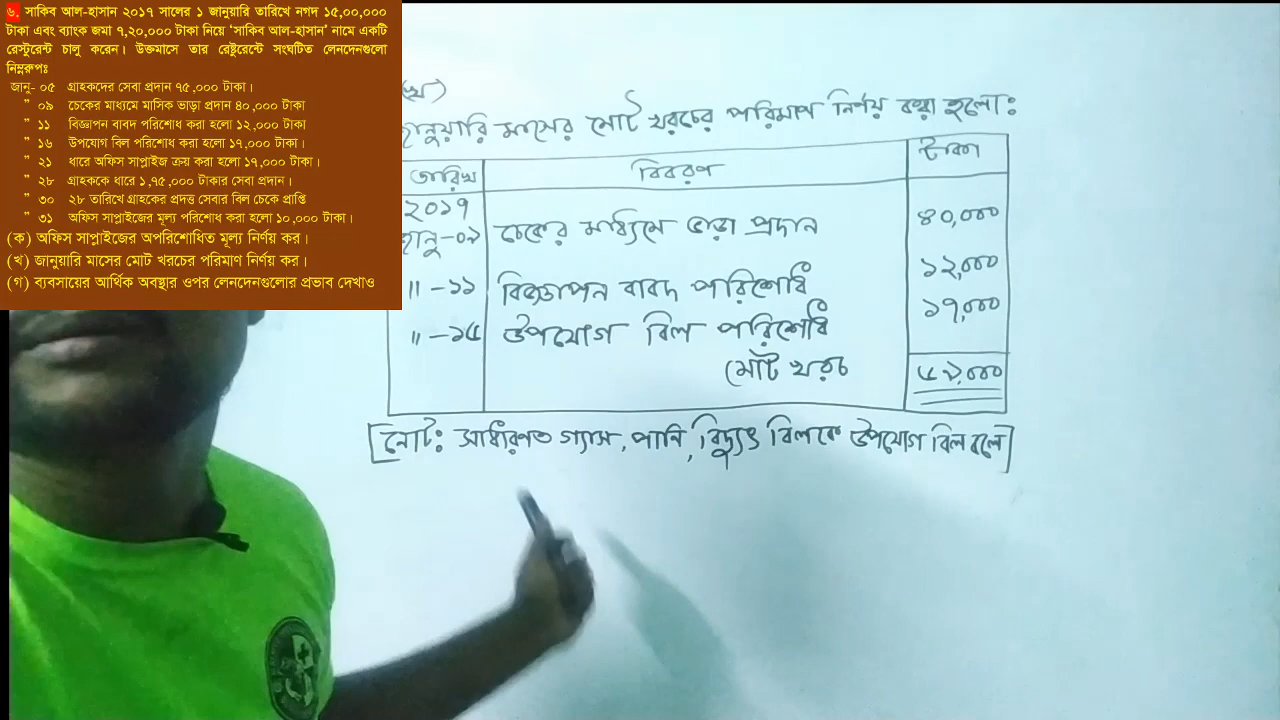 ৬. সাকিব আল-হাসান ২০১৭ সালের ১ জানুয়ারি তারিখে নগদ ১৫,০০,০০০
টাকা এবং ব্যাংক জমা ৭,২০,০০০ টাকা নিয়ে ‘সাকিব আল-হাসান’ নামে একটি
রেস্টুরেন্ট চালু করেন। উক্তমাসে তার রেষ্টুরেন্টে সংঘটিত লেনদেনগুলো
নিম্নরুপঃ
জানু- ০৫ গ্রাহকদের সেবা প্রদান ৭৫,০০০ টাকা।
" ০৯ চেকের মাধ্যমে মাসিক ভাড়া প্রদান ৪০,০০০ টাকা
" ১১ বিজ্ঞাপন বাবদ পরিশোধ করা হলো ১২,০০০ টাকা
" ১৬ উপযোগ বিল পরিশোধ করা হলো ১৭,০০০ টাকা।
" ২১ ধারে অফিস সাপ্লাইজ ক্রয় করা হলো ১৭,০০০ টাকা।
" ২৮ গ্রাহককে ধারে ১,৭৫,০০০ টাকার সেবা প্রদান।
" ৩০ ২৮ তারিখে গ্রাহকের প্রদত্ত সেবার বিল চেকে প্রাপ্তি
" ৩১ অফিস সাপ্লাইজের মূল্য পরিশোধ করা হলো ১০,০০০ টাকা।
(ক) অফিস সাপ্লাইজের অপরিশোধিত মূল্য নির্ণয় কর।
(খ) জানুয়ারি মাসের মোট খরচের পরিমাণ নির্ণয় কর।
(গ) ব্যবসায়ের আর্থিক অবস্থার ওপর লেনদেনগুলোর প্রভাব দেখাও
(খ)
জানুয়ারি মাসের মোট খরচের পরিমাণ নির্ণয় করা হলো:
তারিখ বিবরণ টাকা
২০১৭
জানু-০৯ চেকের মাধ্যমে ভাড়া প্রদান ৪০,০০০
" -১১ বিজ্ঞাপন বাবদ পরিশোধ ১২,০০০
" -১৬ উপযোগ বিল পরিশোধ ১৭,০০০
মোট খরচ ৬৯,০০০
[নোট: সাধারণত গ্যাস, পানি, বিদ্যুৎ বিলকে উপযোগ বিল বলে]